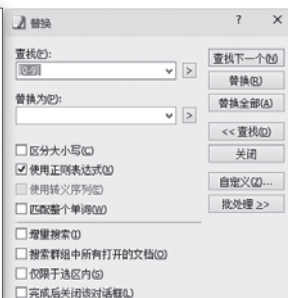 替换
? ×
查找(F):
[0-9]
>
查找下一个(N)
替换(R)
替换为(P):
>
替换全部(A)
<< 查找(D)
关闭
自定义(Z)...
批处理 >>
区分大小写(C)
使用正则表达式(X)
使用转义序列(E)
匹配整个单词(W)
增量搜索(I)
搜索群组中所有打开的文档(O)
仅限于选区内(S)
完成后关闭该对话框(L)